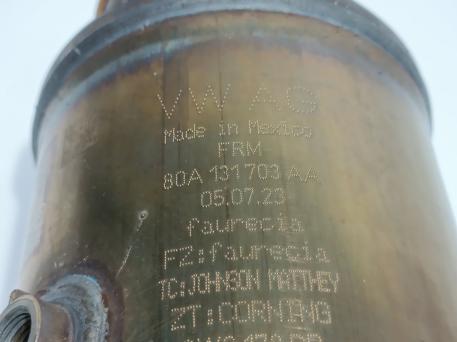 VW AG
Made in Mexico
FRM
80A 131 703 AA
05.07.23
faurecia
FZ:faurecia
TC:JOHNSON MATTHEY
ZT:CORNING